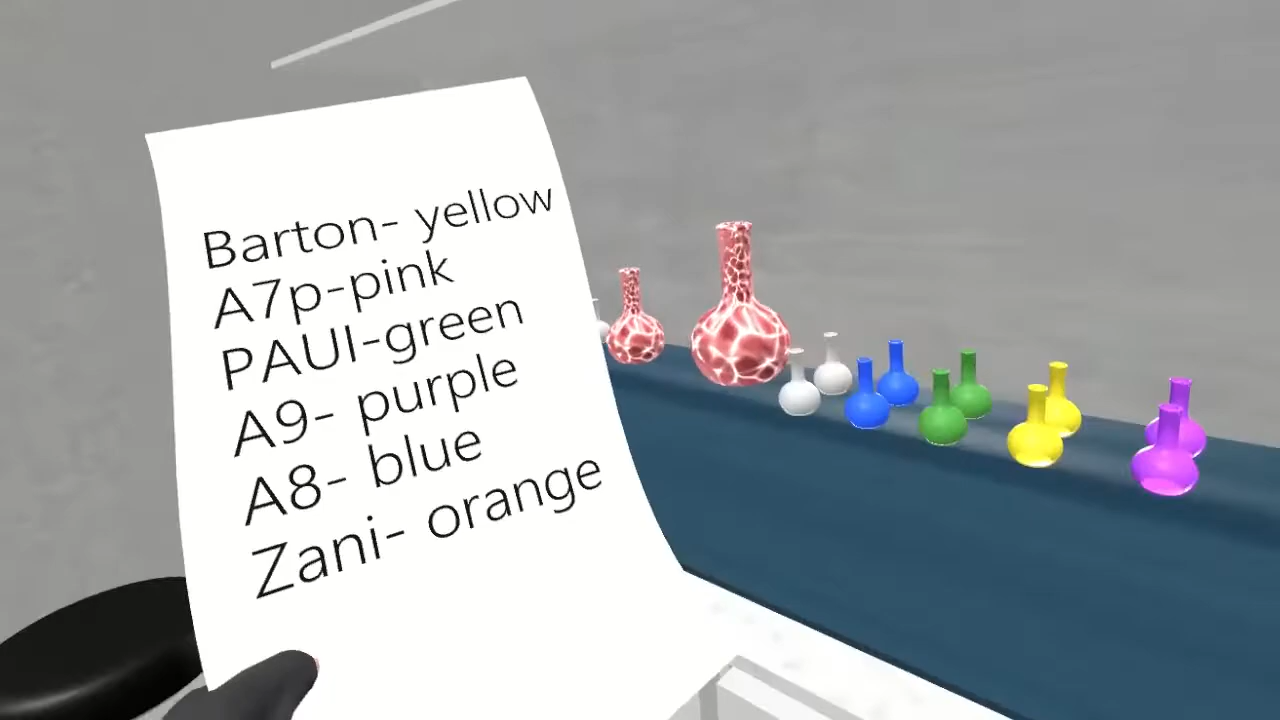 Barton- yellow
A7p-pink
PAUI-green
A9- purple
A8- blue
Zani- orange